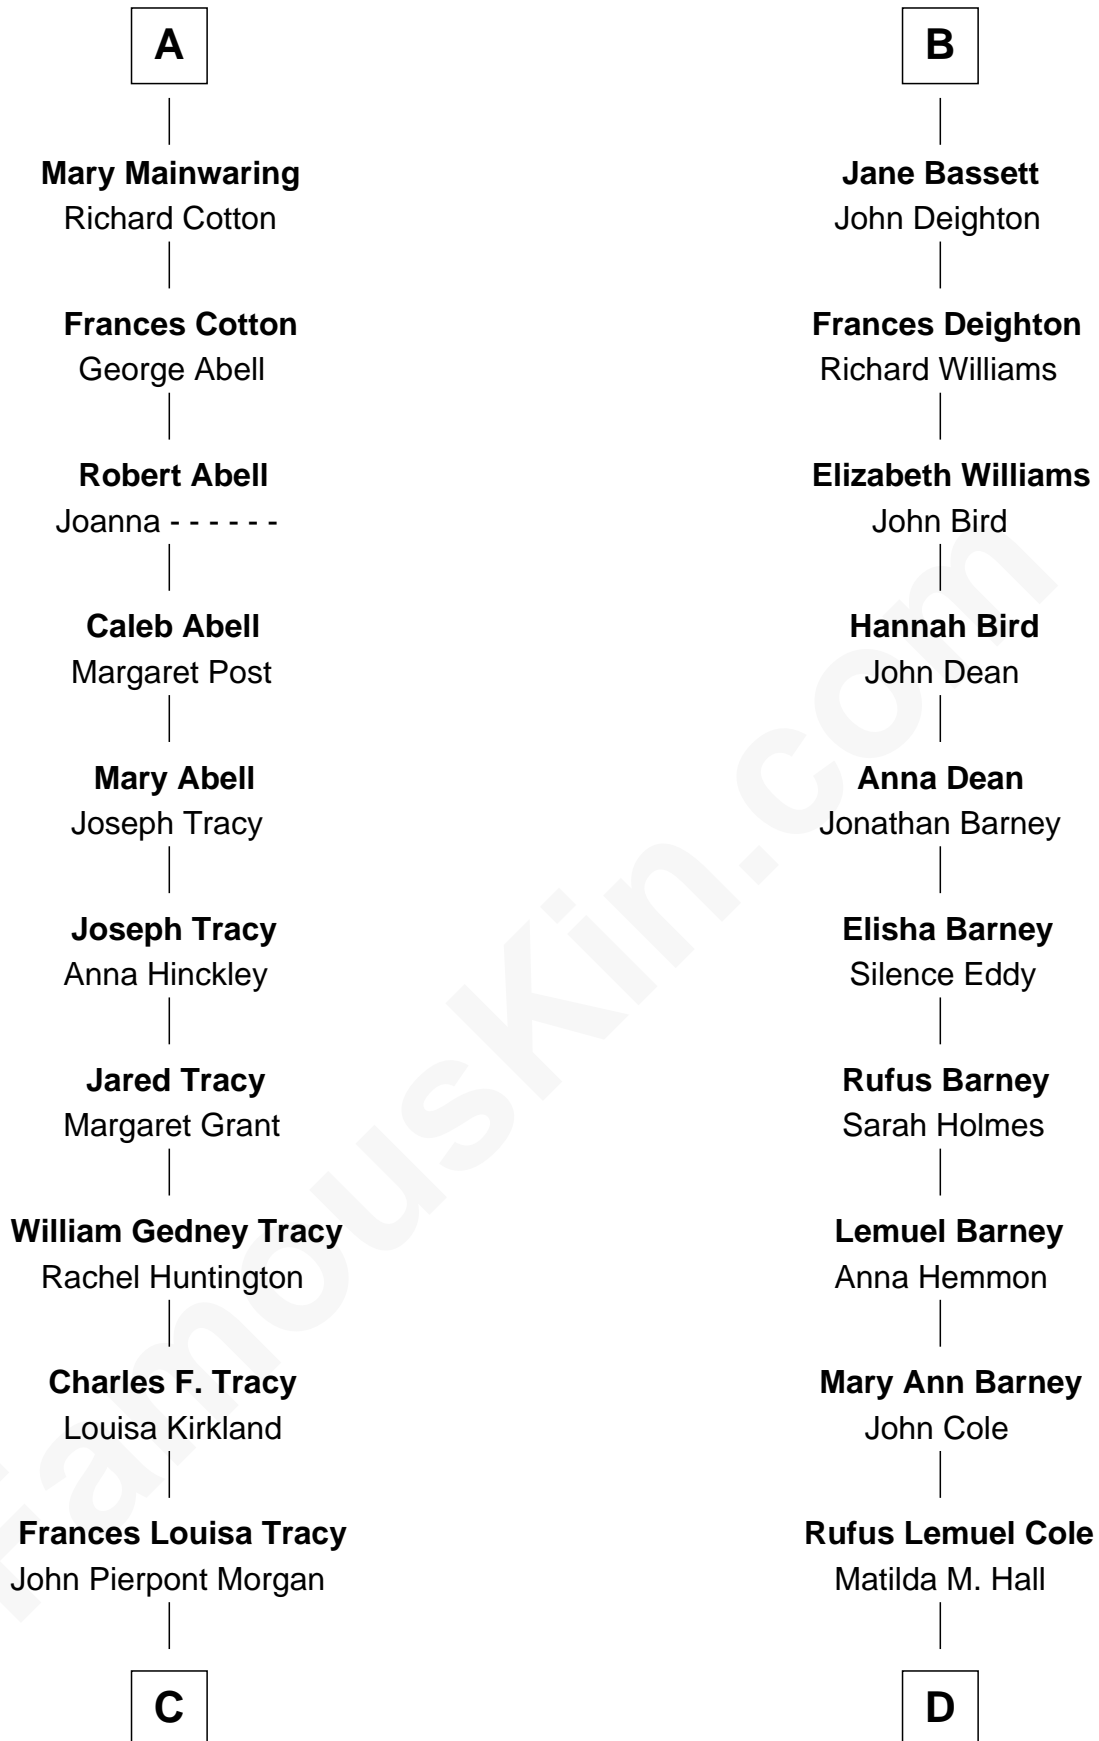 A
Mary Mainwaring
Richard Cotton
Frances Cotton
George Abell
Robert Abell
Joanna - - - - - -
Caleb Abell
Margaret Post
Mary Abell
Joseph Tracy
Joseph Tracy
Anna Hinckley
Jared Tracy
Margaret Grant
William Gedney Tracy
Rachel Huntington
Charles F. Tracy
Louisa Kirkland
Frances Louisa Tracy
John Pierpont Morgan
C
B
Jane Bassett
John Deighton
Frances Deighton
Richard Williams
Elizabeth Williams
John Bird
Hannah Bird
John Dean
Anna Dean
Jonathan Barney
Elisha Barney
Silence Eddy
Rufus Barney
Sarah Holmes
Lemuel Barney
Anna Hemmon
Mary Ann Barney
John Cole
Rufus Lemuel Cole
Matilda M. Hall
D
FamousKin.com